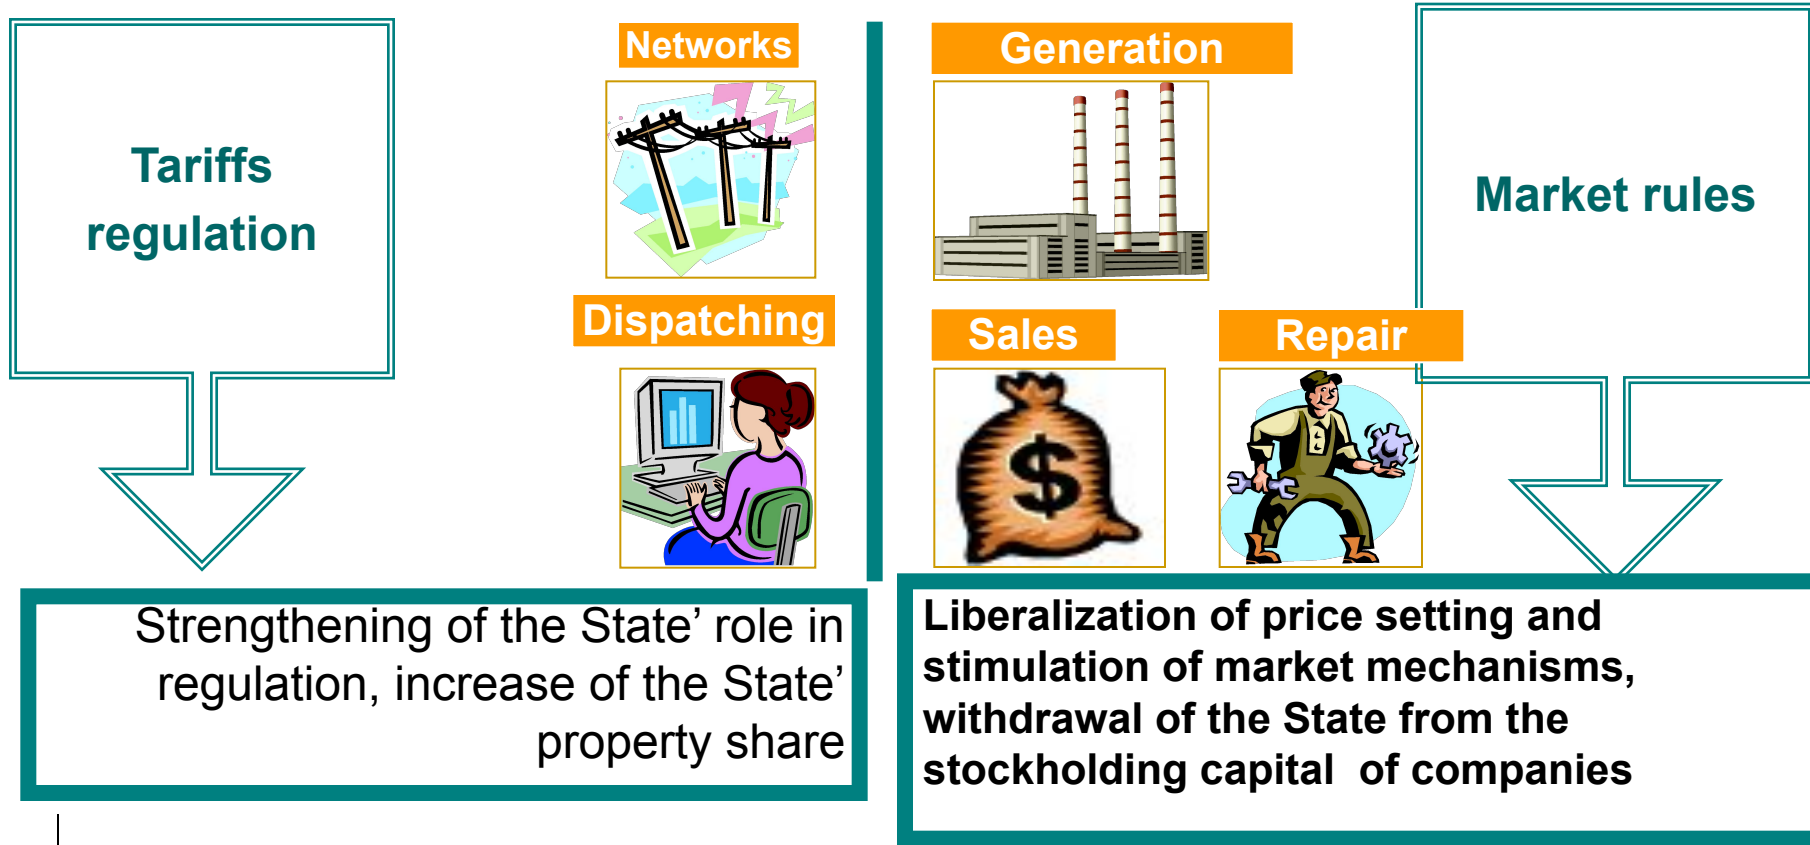 Tariffs
regulation
Networks
Dispatching
Generation
Sales
$
Repair
Market rules
Strengthening of the State’ role in
regulation, increase of the State’
property share
Liberalization of price setting and
stimulation of market mechanisms,
withdrawal of the State from the
stockholding capital  of companies